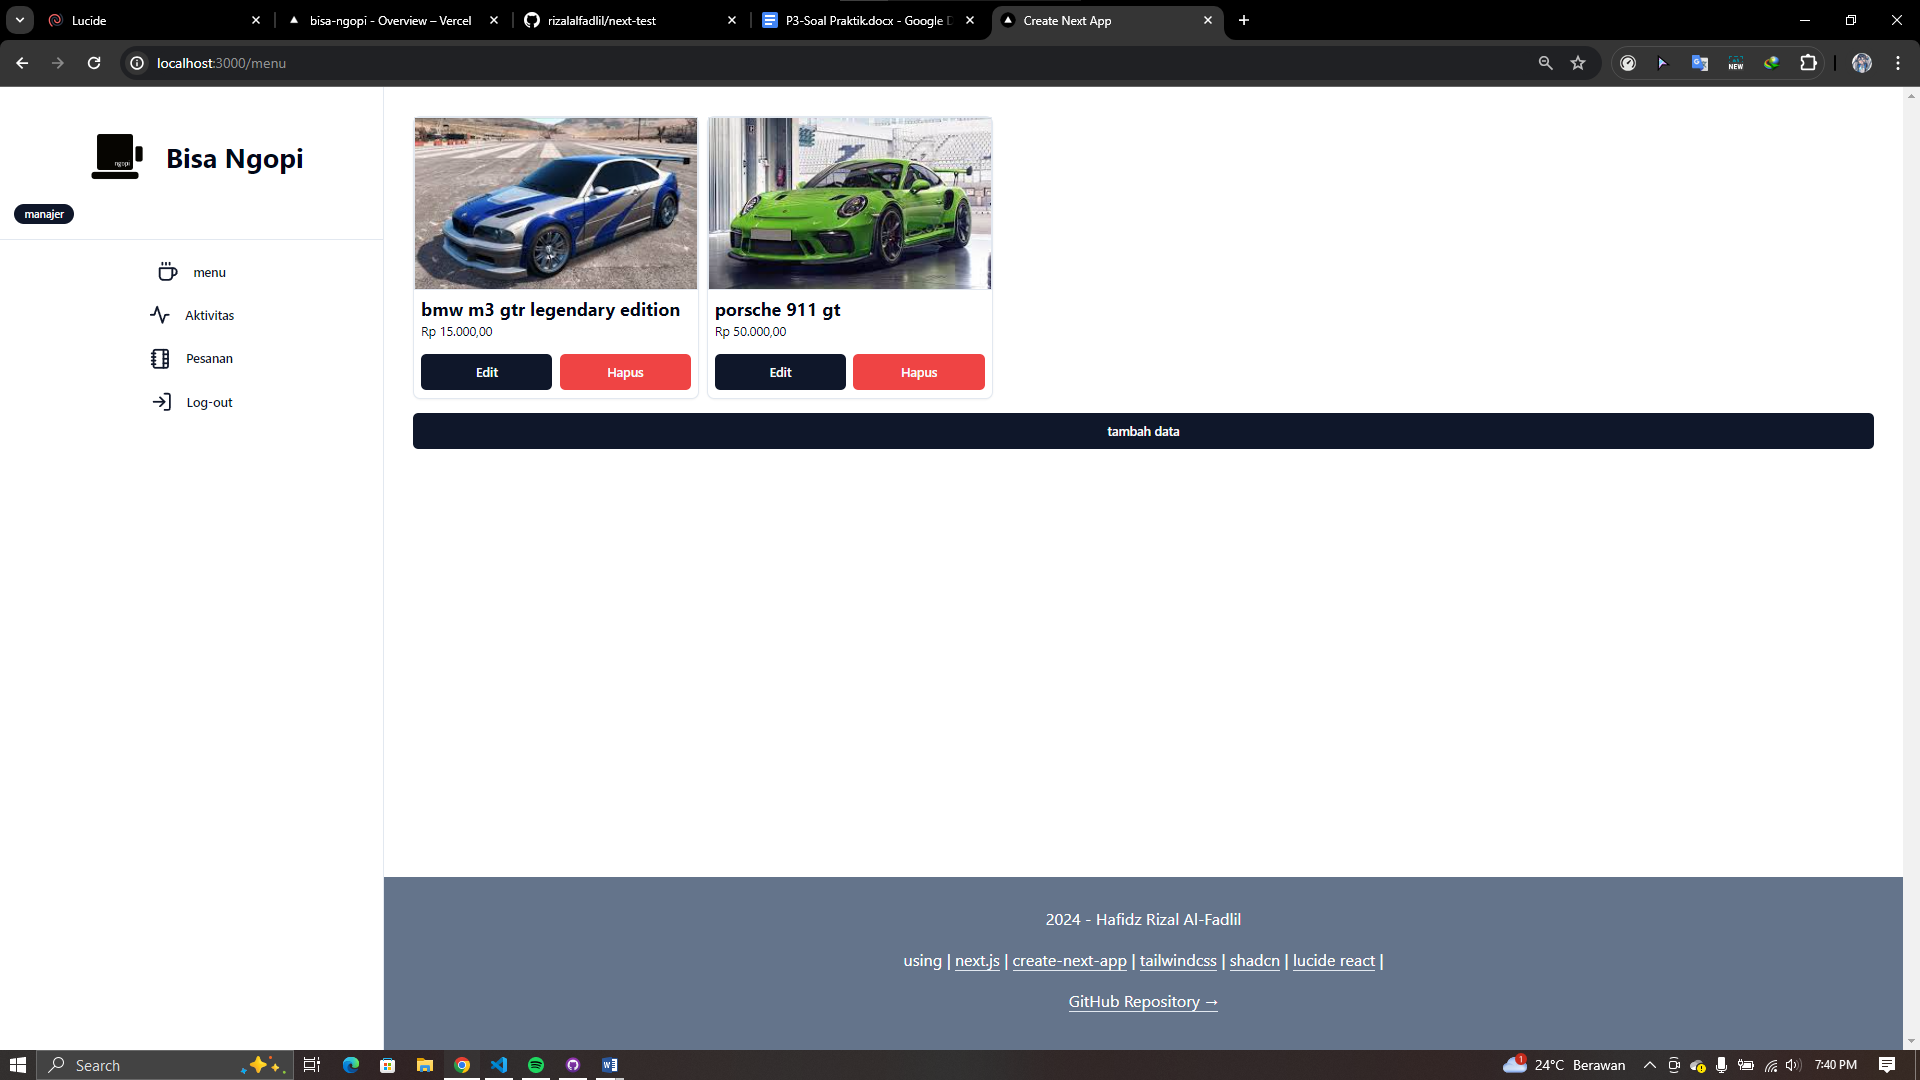 Lucide
bisa-ngopi - Overview – Vercel
rizalalfadlil/next-test
P3-Soal Praktik.docx - Google D
Create Next App
localhost:3000/menu
NEW
ngopi
Bisa Ngopi
manajer
menu
Aktivitas
Pesanan
Log-out
bmw m3 gtr legendary edition
Rp 15.000,00
Edit
Hapus
porsche 911 gt
Rp 50.000,00
Edit
Hapus
tambah data
2024 - Hafidz Rizal Al-Fadlil
using | next.js | create-next-app | tailwindcss | shadcn | lucide react |
GitHub Repository →
Search
1
24°C Berawan
7:40 PM